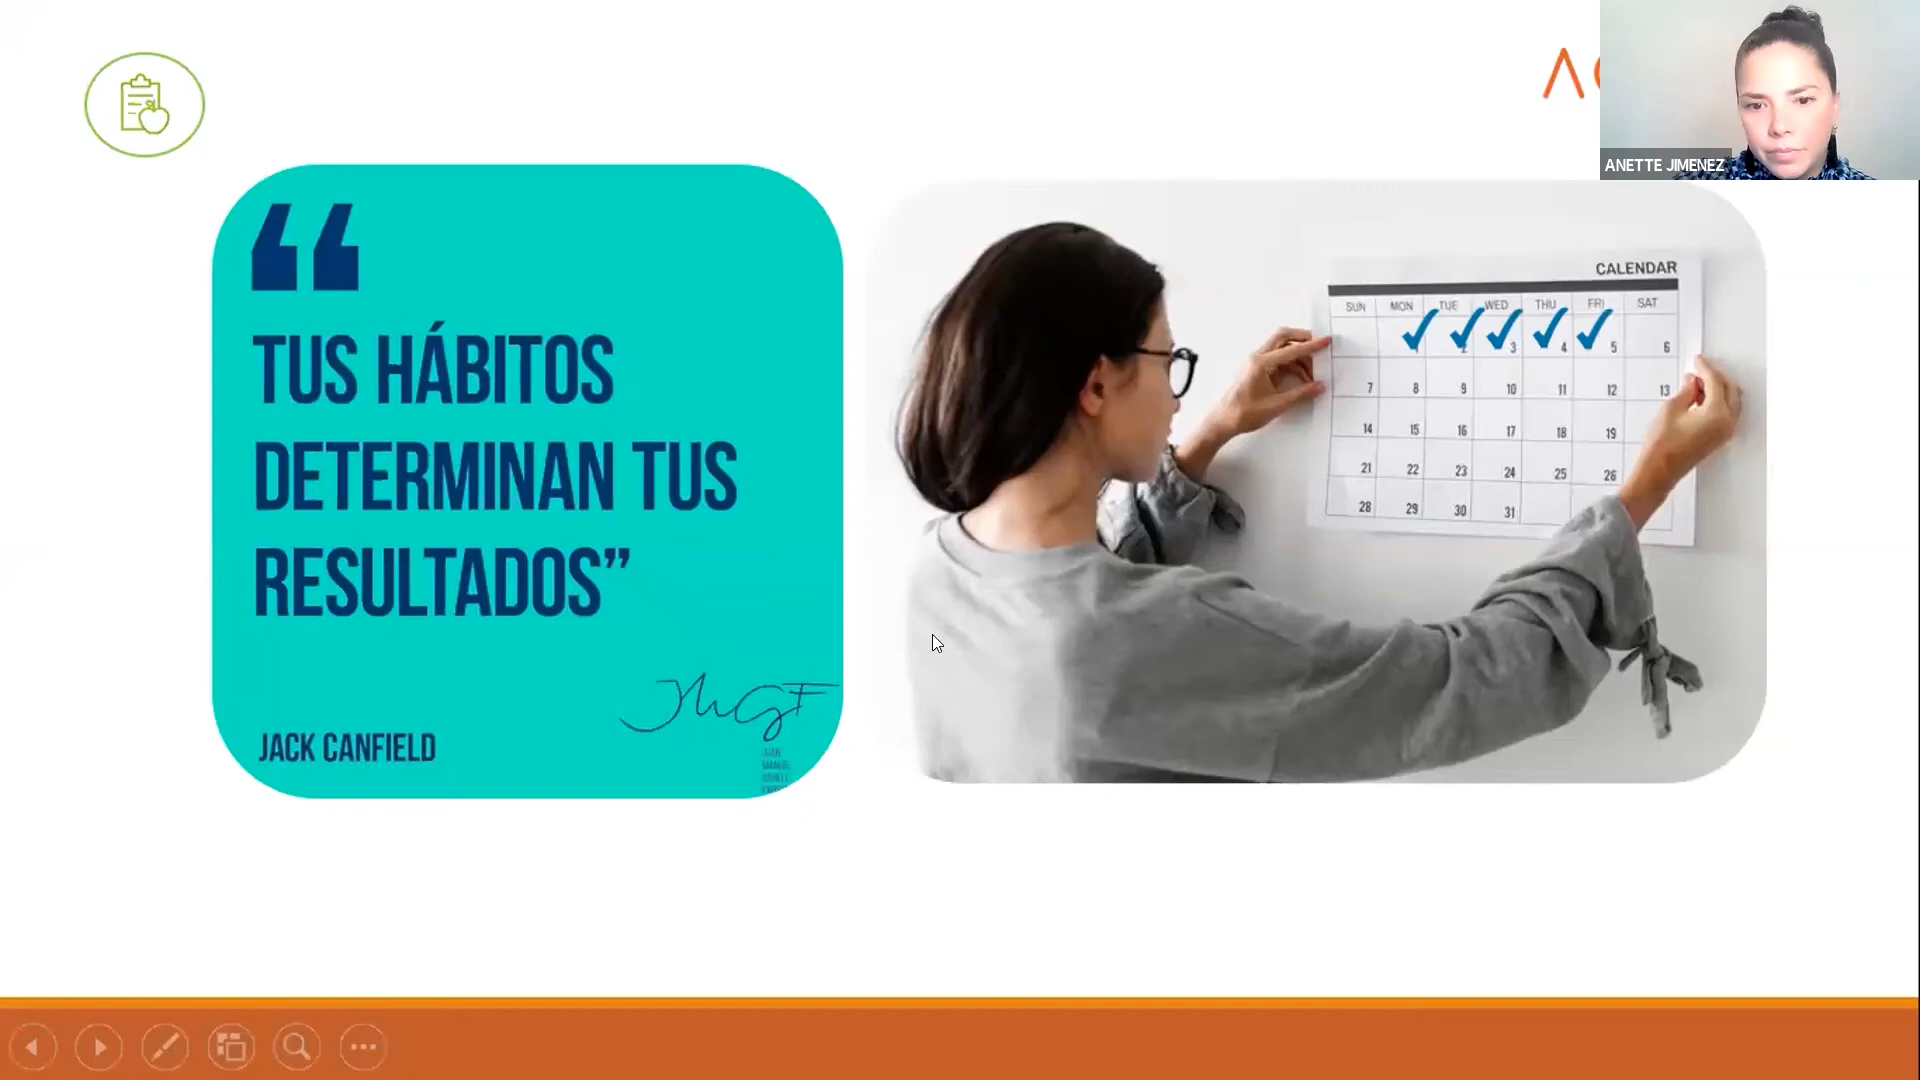 ANETTE JIMENEZ
“
TUS HÁBITOS
DETERMINAN TUS
RESULTADOS”
JACK CANFIELD
CALENDAR
SUN MON TUE WED THU FRI SAT
1 2 3 4 5 6
7 8 9 10 11 12 13
14 15 16 17 18 19
21 22 23 24 25 26
28 29 30 31